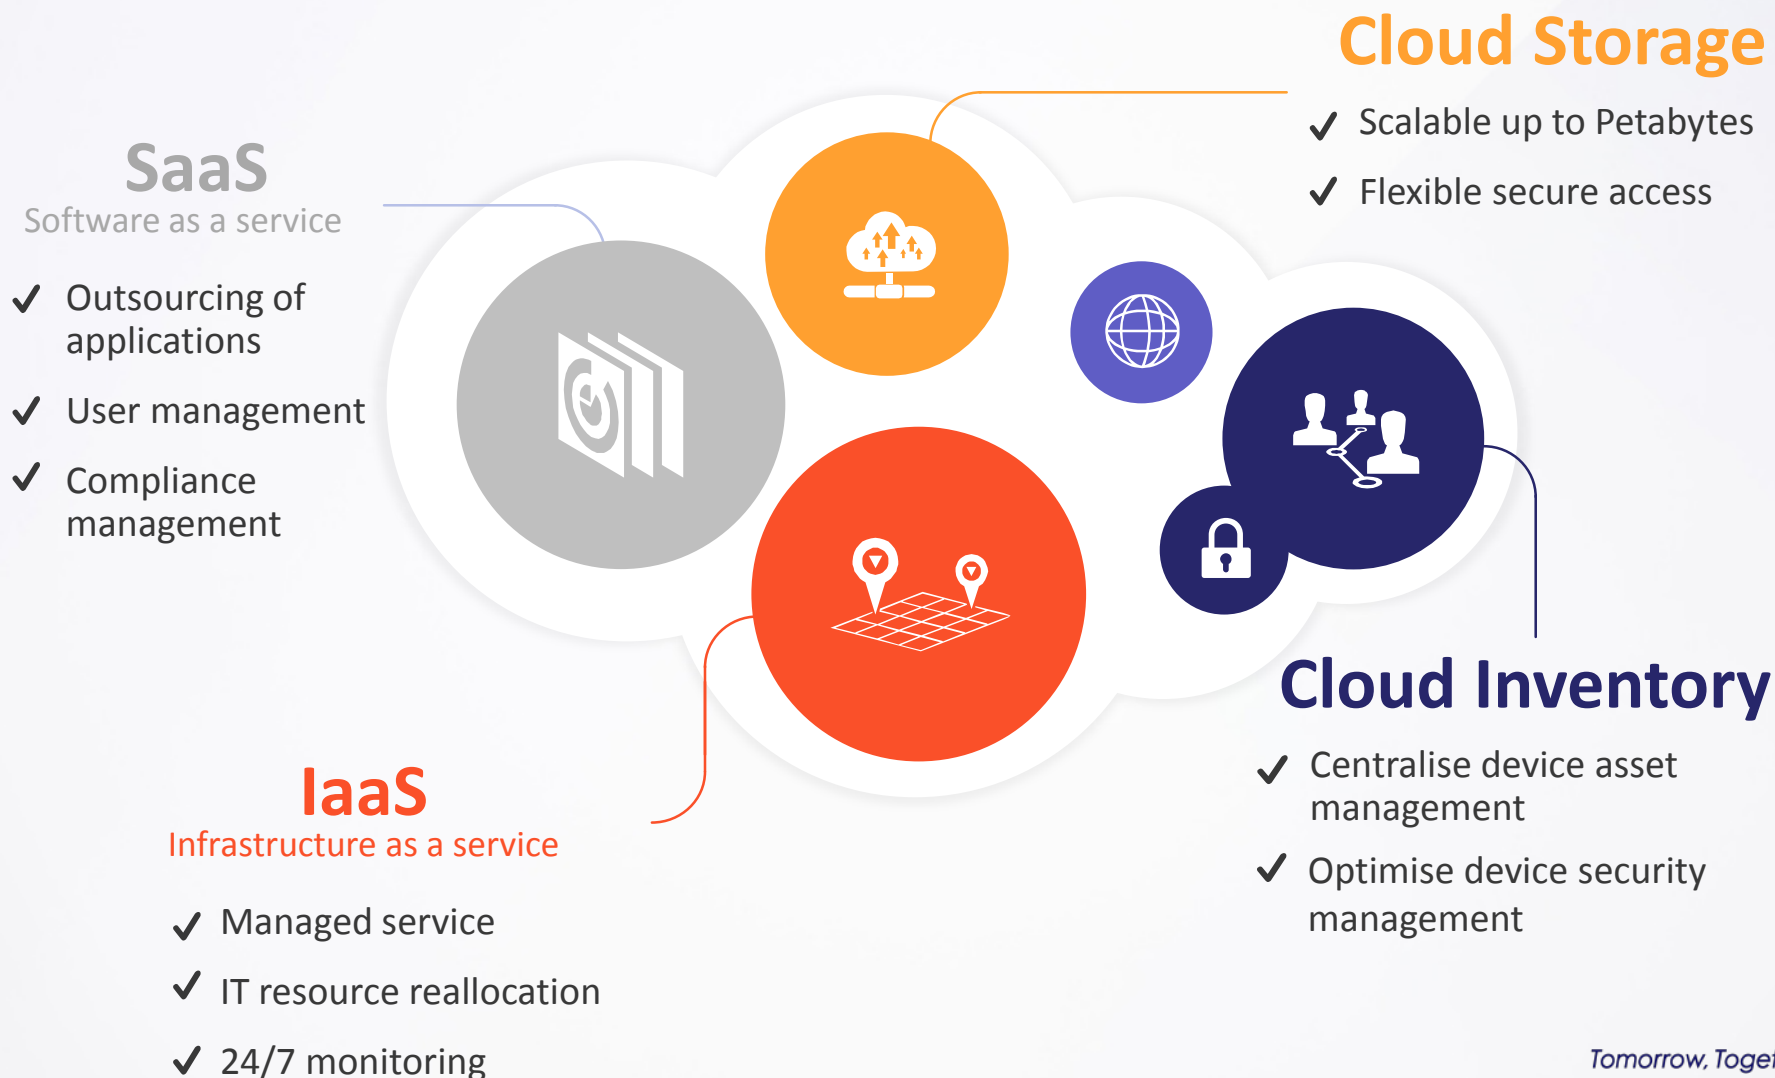 Cloud Storage
Scalable up to Petabytes
Flexible secure access
SaaS
Software as a service
Outsourcing of
applications
User management
Compliance
management
IaaS
Infrastructure as a service
Managed service
IT resource reallocation
24/7 monitoring
Cloud Inventory
Centralise device asset
management
Optimise device security
management
Tomorrow,